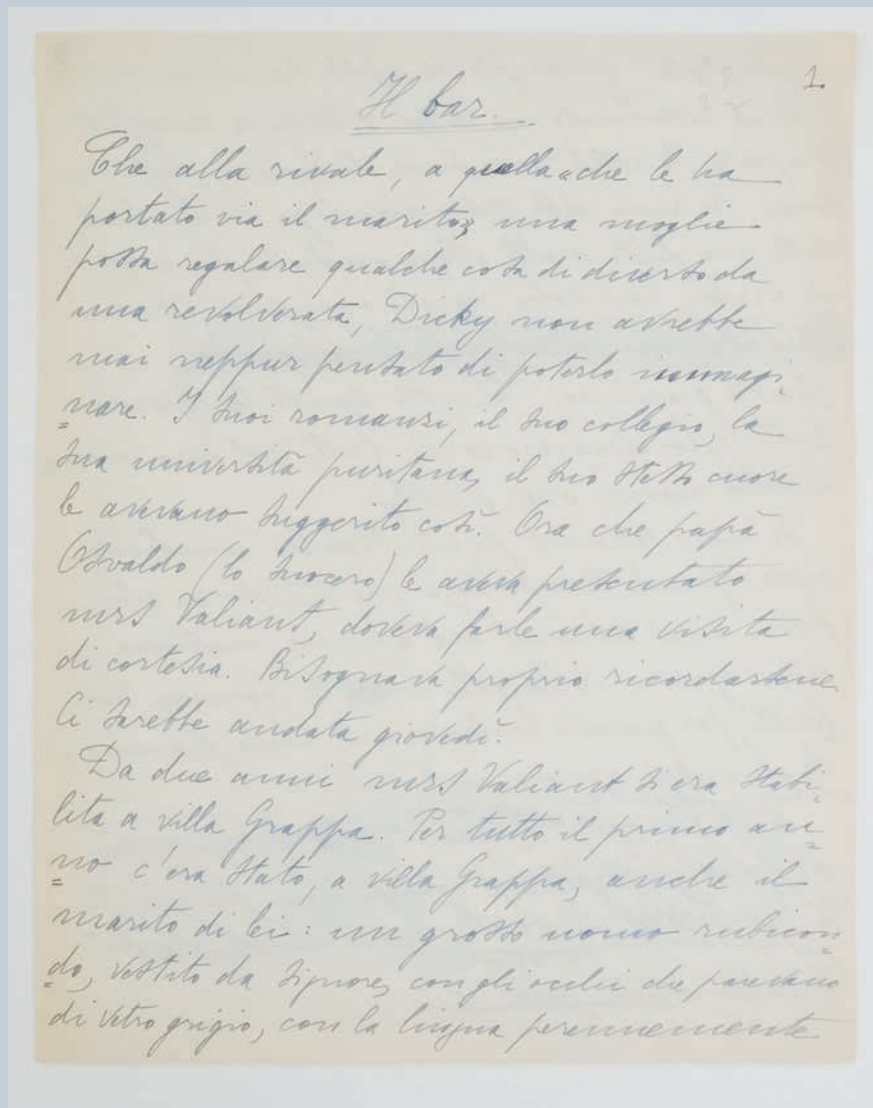 1.
Il bar.
Che alla rivale, a quella che le ha
portato via il marito, una moglie
possa regalare qualche cosa di diverso da
una revolverata, Dicky non avrebbe
mai neppur pensato di poterlo immagi-
nare. I suoi romanzi, il suo collegio, la
sua università puritana, il suo stesso cuore
le avevano suggerito così. Ora che papà
Osvaldo (lo suocero) le aveva presentato
mrs Valiant, doveva farle una visita
di cortesia. Bisognava proprio ricordarsene.
Ci sarebbe andata giovedì.
Da due anni mrs Valiant si era stabi-
lita a villa Grappa. Per tutto il primo an-
no c'era stato, a villa Grappa, anche il
marito di lei: un grosso uomo rubicon-
do, vestito da signore, con gli occhi che parevano
di vetro grigio, con la lingua perennemente